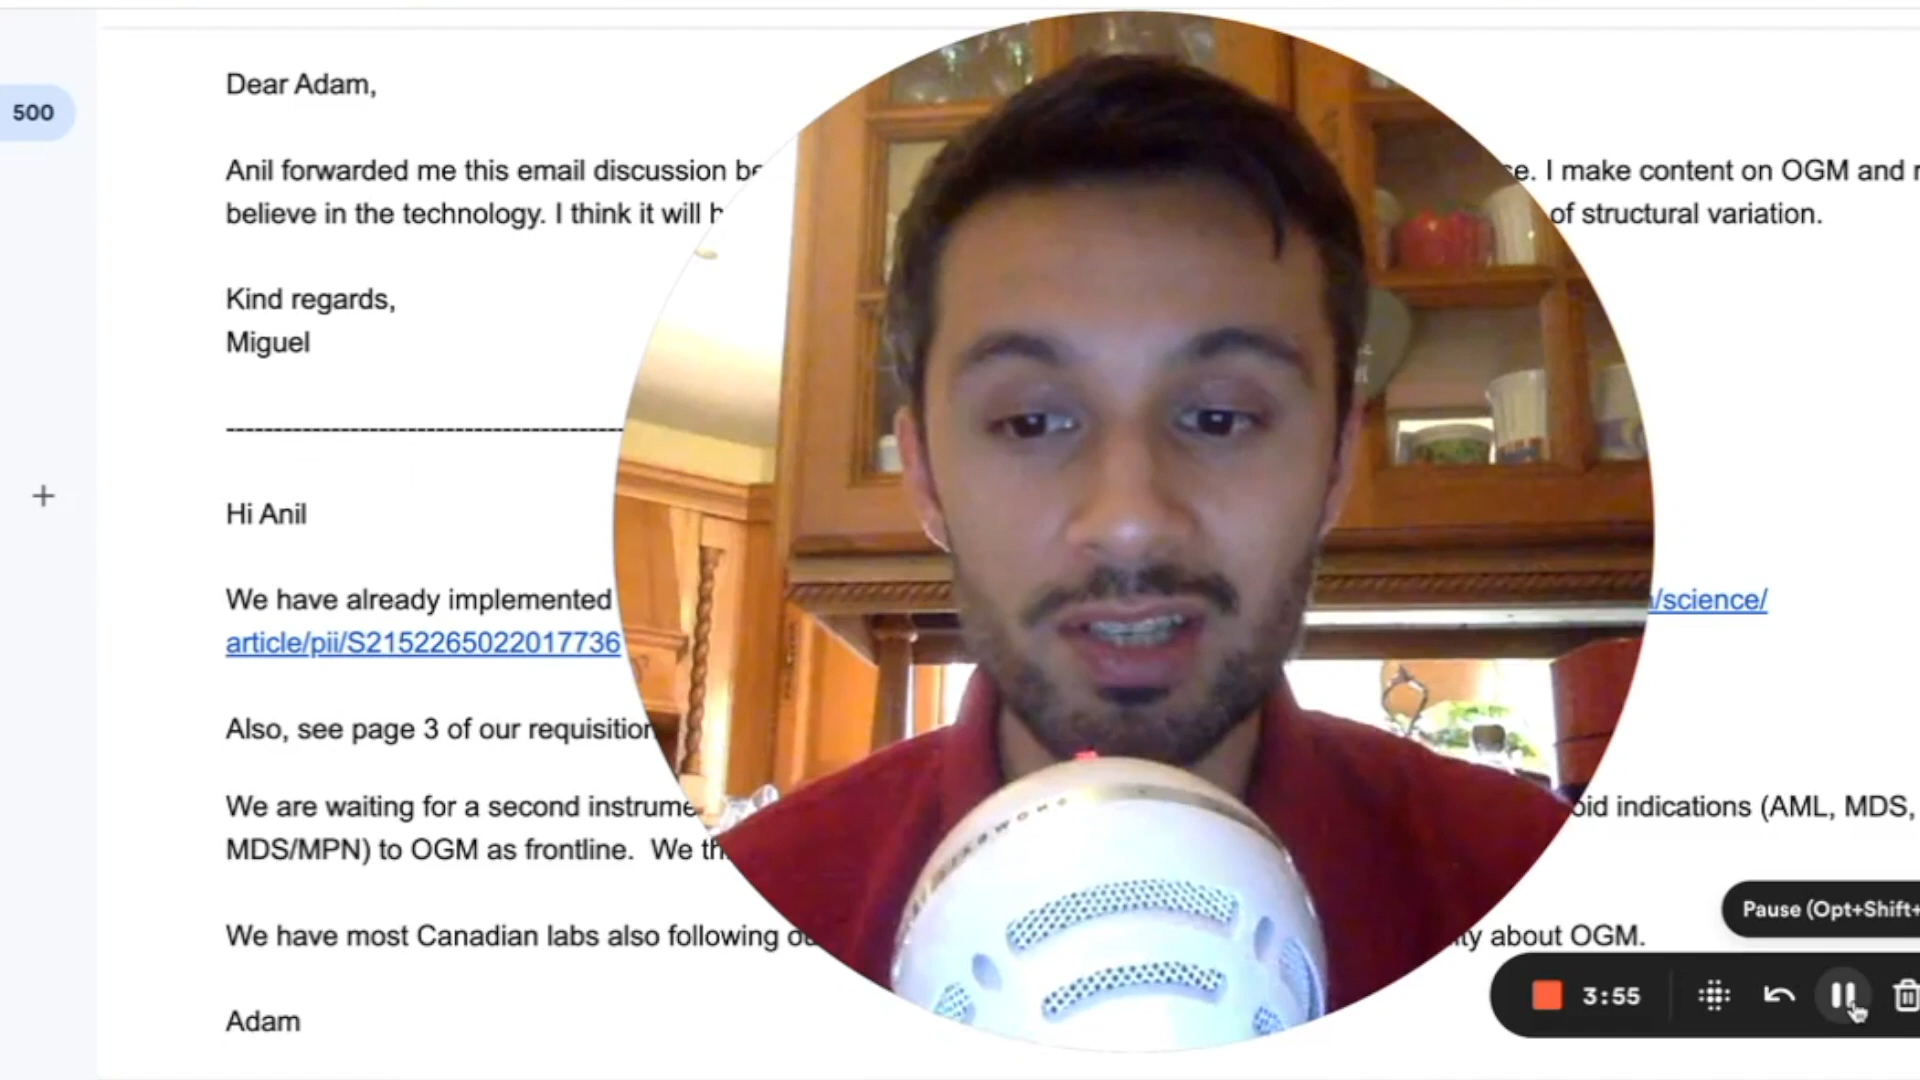 Dear Adam,
500
Anil forwarded me this email discussion
. I make content on OGM and
believe in the technology. I think it will
of structural variation.
Kind regards,
Miguel
Hi Anil
We have already implemented
/science/
article/pii/S2152265022017736
Also, see page 3 of our requisition
We are waiting for a second
indications (AML, MDS,
MDS/MPN) to OGM as frontline. We
We have most Canadian labs also following
about OGM.
Adam
Pause (Opt+Shift+
3:55